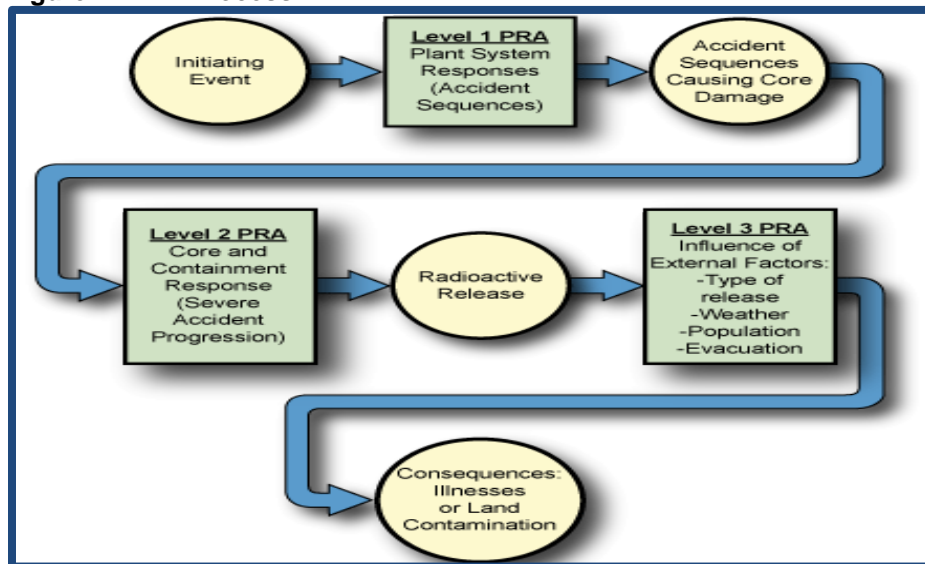 Initiating
Event
Level 1 PRA
Plant System
Responses
(Accident
Sequences)
Accident
Sequences
Causing Core
Damage
Level 2 PRA
Core and
Containment
Response
(Severe
Accident
Progression)
Radioactive
Release
Level 3 PRA
Influence of
External Factors:
-Type of
release
-Weather
-Population
-Evacuation
Consequences:
Illnesses
or Land
Contamination